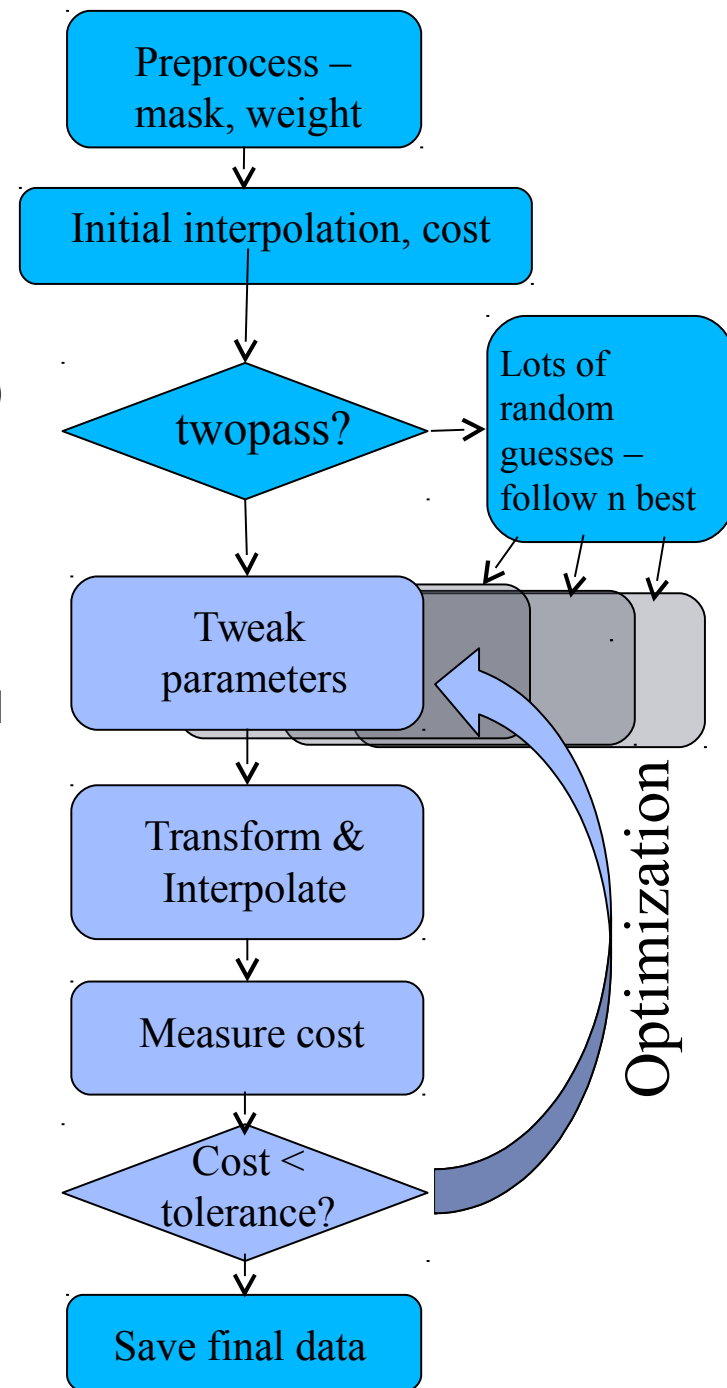 Preprocess –
mask, weight
Initial interpolation, cost
twopass?
Lots of
random
guesses –
follow n best
Tweak
parameters
Transform &
Interpolate
Measure cost
Cost <
tolerance?
Optimization
Save final data